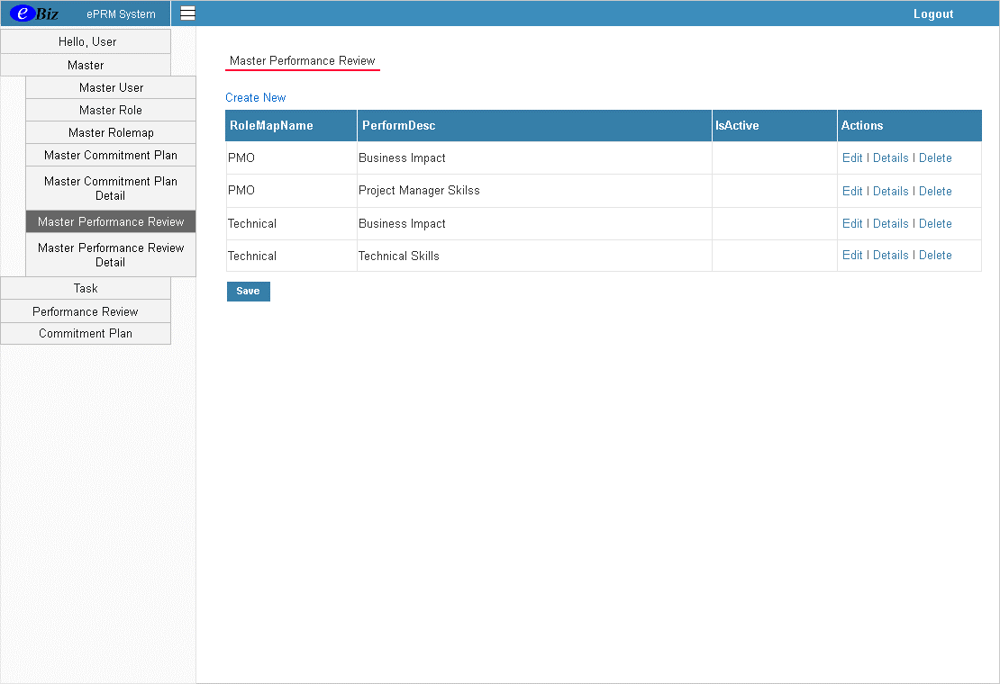 eBiz ePRM System Logout
Hello, User
Master
Master User
Master Role
Master Rolemap
Master Commitment Plan
Master Commitment Plan
Detail
Master Performance Review
Master Performance Review
Detail
Task
Performance Review
Commitment Plan
Master Performance Review
Create New
RoleMapName PerformDesc IsActive Actions
PMO Business Impact Edit | Details | Delete
PMO Project Manager Skilss Edit | Details | Delete
Technical Business Impact Edit | Details | Delete
Technical Technical Skills Edit | Details | Delete
Save